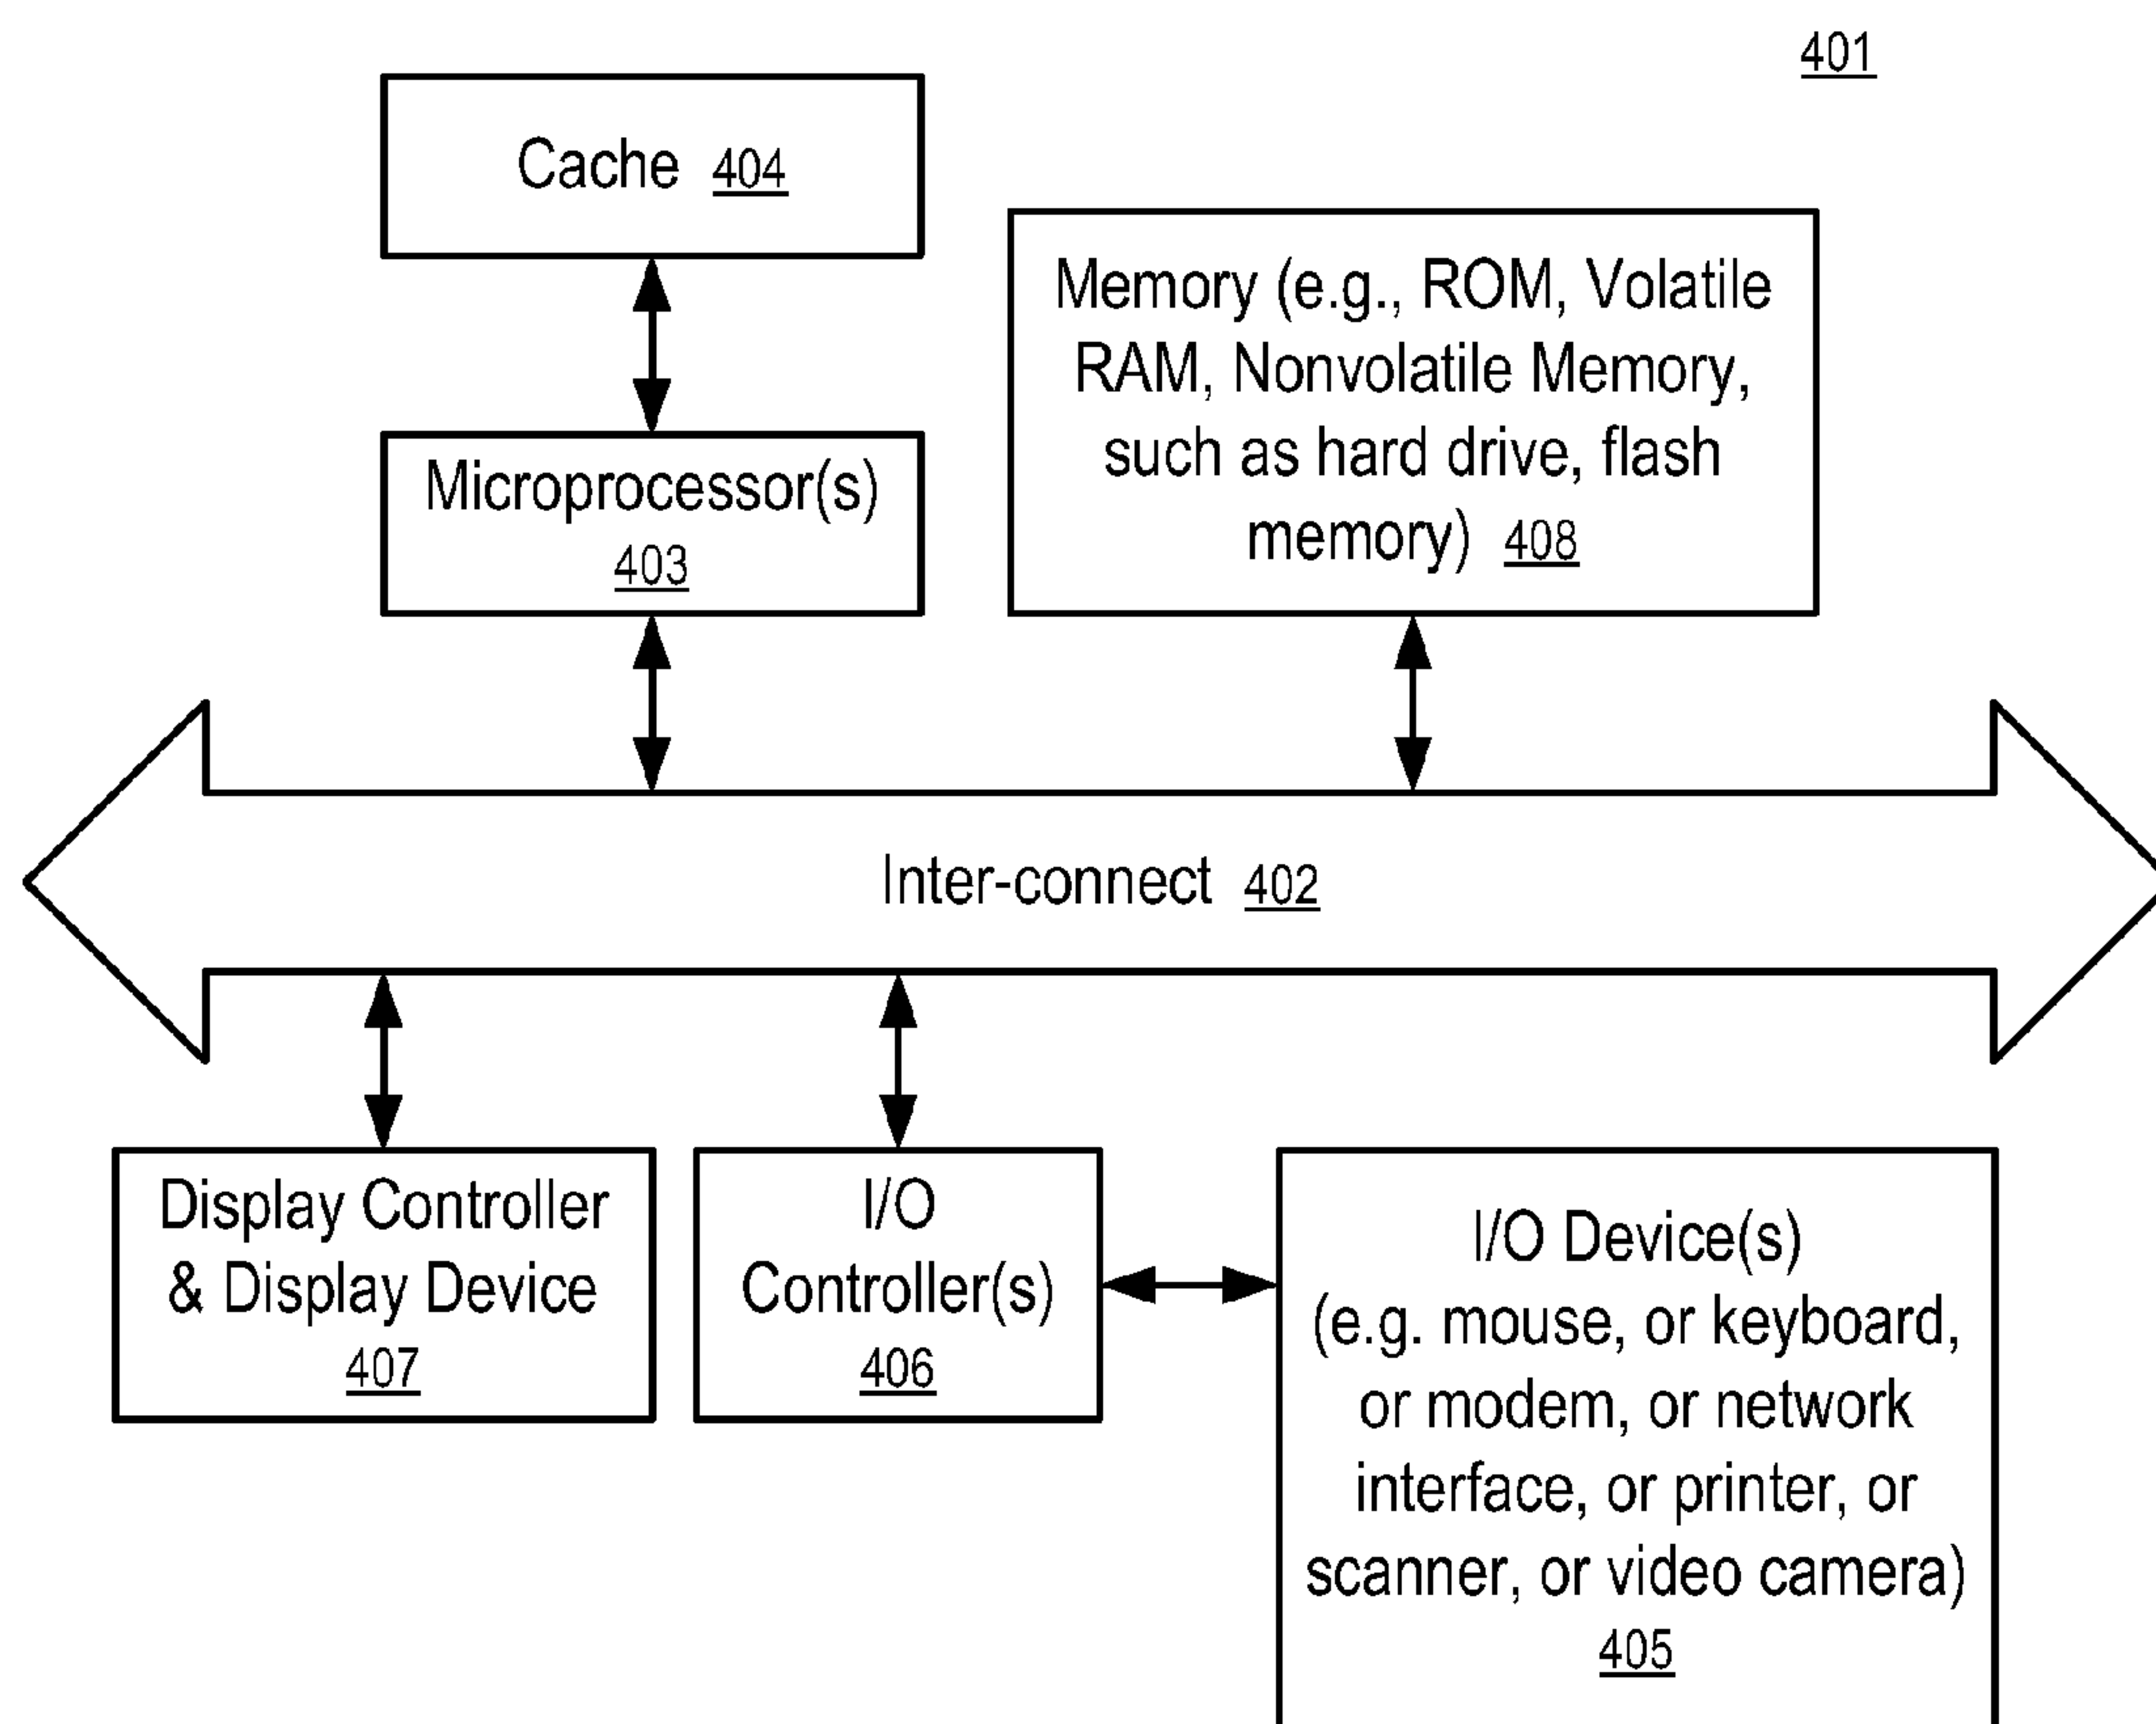 401
Cache 404
Memory (e.g., ROM, Volatile
RAM, Nonvolatile Memory,
such as hard drive, flash
memory) 408
Microprocessor(s)
403
Inter-connect 402
Display Controller
& Display Device
407
I/O
Controller(s)
406
I/O Device(s)
(e.g. mouse, or keyboard,
or modem, or network
interface, or printer, or
scanner, or video camera)
405